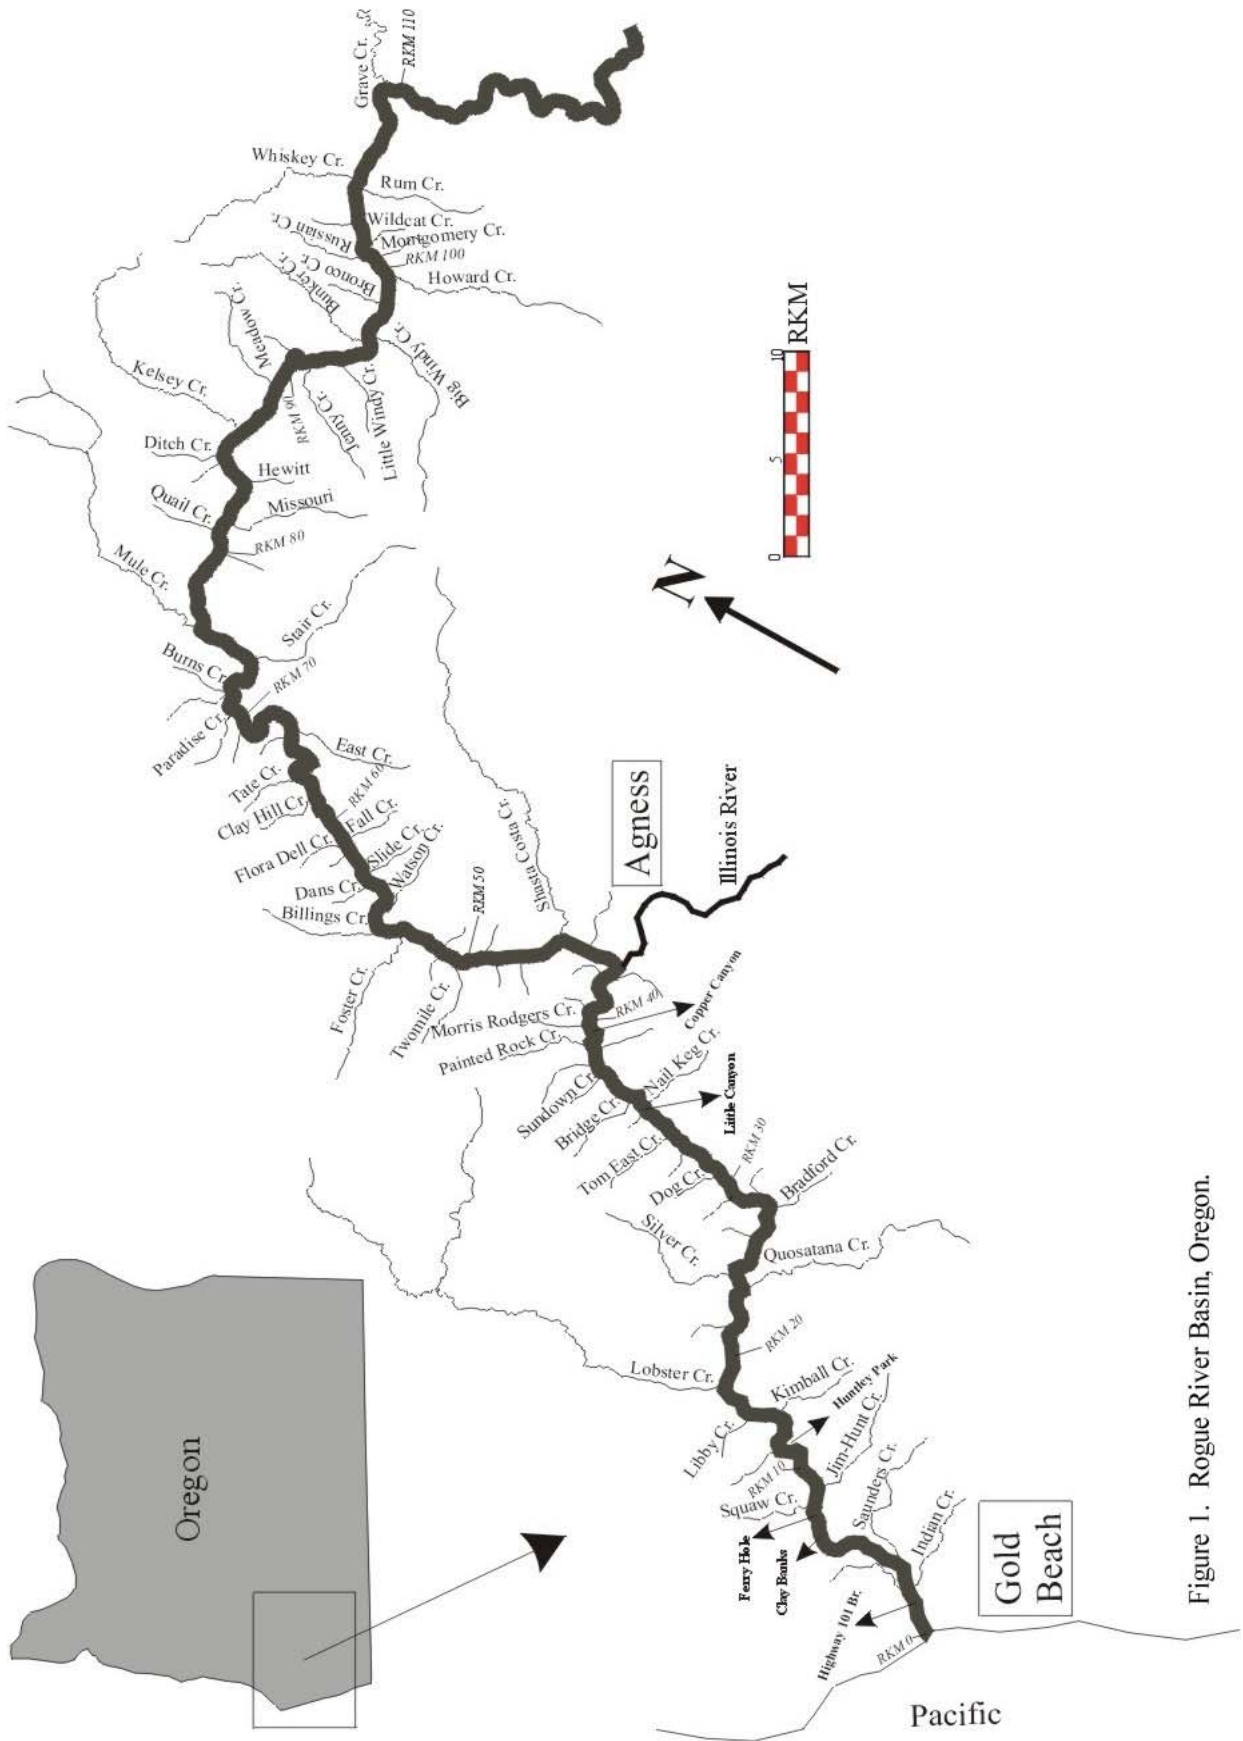 Oregon
Pacific
RKM 0
Highway 101 Br.
Gold
Beach
Indian Cr.
Saunders Cr.
Clay Banks
Ferry Hole
Squaw Cr.
Jim-Hunt Cr.
RKM 10
Huntley Park
Libby Cr.
Kimball Cr.
Lobster Cr.
RKM 20
Silver Cr.
Quosatana Cr.
Bradford Cr.
RKM 30
Dog Cr.
Tom East Cr.
Little Canyon
Bridge Cr.
Nail Keg Cr.
Sundown Cr.
Painted Rock Cr.
Copper Canyon
Morris Rodgers Cr.
RKM 40
Illinois River
Agness
Shasta Costa Cr.
RKM 50
Twomile Cr.
Foster Cr.
Billings Cr.
Watson Cr.
Dans Cr.
Slide Cr.
Flora Dell Cr.
Fall Cr.
RKM 60
Clay Hill Cr.
Tate Cr.
East Cr.
Paradise Cr.
RKM 70
Burns Cr.
Stair Cr.
Mule Cr.
RKM 80
Quail Cr.
Missouri
Hewitt
Ditch Cr.
Kelsey Cr.
RKM 90
Meadow Cr.
Jenny Cr.
Little Windy Cr.
Big Windy Cr.
Bunker Cr.
Bronco Cr.
Howard Cr.
RKM 100
Russian Cr.
Montgomery Cr.
Wildcat Cr.
Rum Cr.
Whiskey Cr.
Grave Cr.
RKM 110
N
0 5 10
RKM
Figure 1. Rogue River Basin, Oregon.